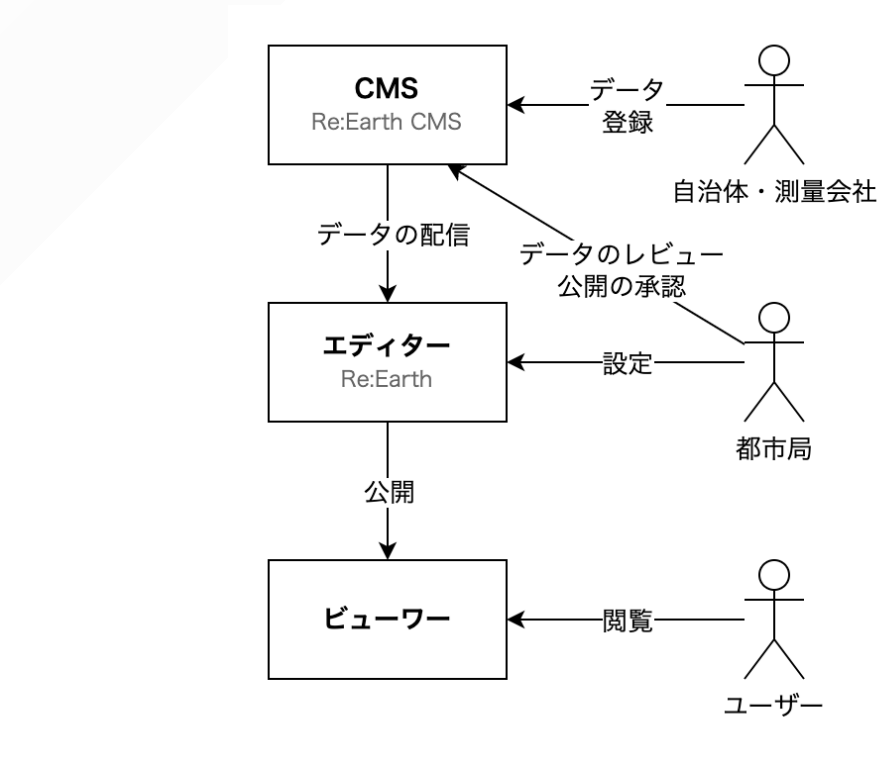 CMS
Re:Earth CMS
データ
登録
自治体・測量会社
データの配信
データのレビュー
公開の承認
エディター
Re:Earth
設定
都市局
公開
ビューワー
閲覧
ユーザー